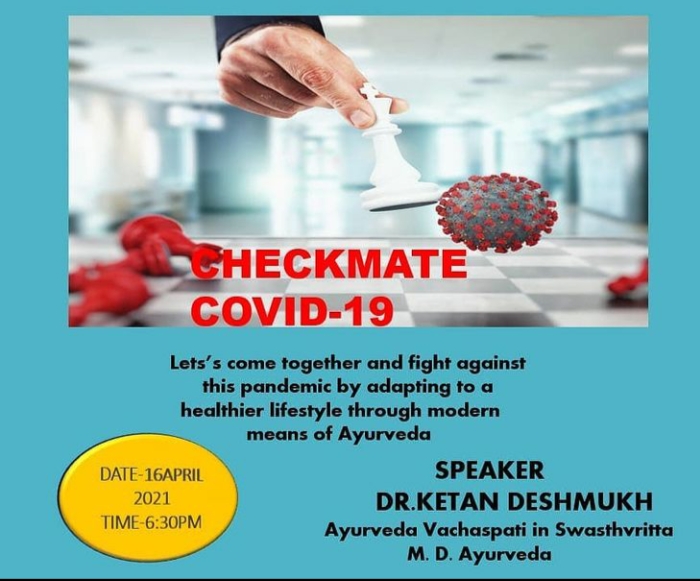 CHECKMATE
COVID-19
Lets's come together and fight against
this pandemic by adapting to a
healthier lifestyle through modern
means of Ayurveda
DATE-16APRIL
2021
TIME-6:30PM
SPEAKER
DR.KETAN DESHMUKH
Ayurveda Vachaspati in Swasthvritta
M. D. Ayurveda